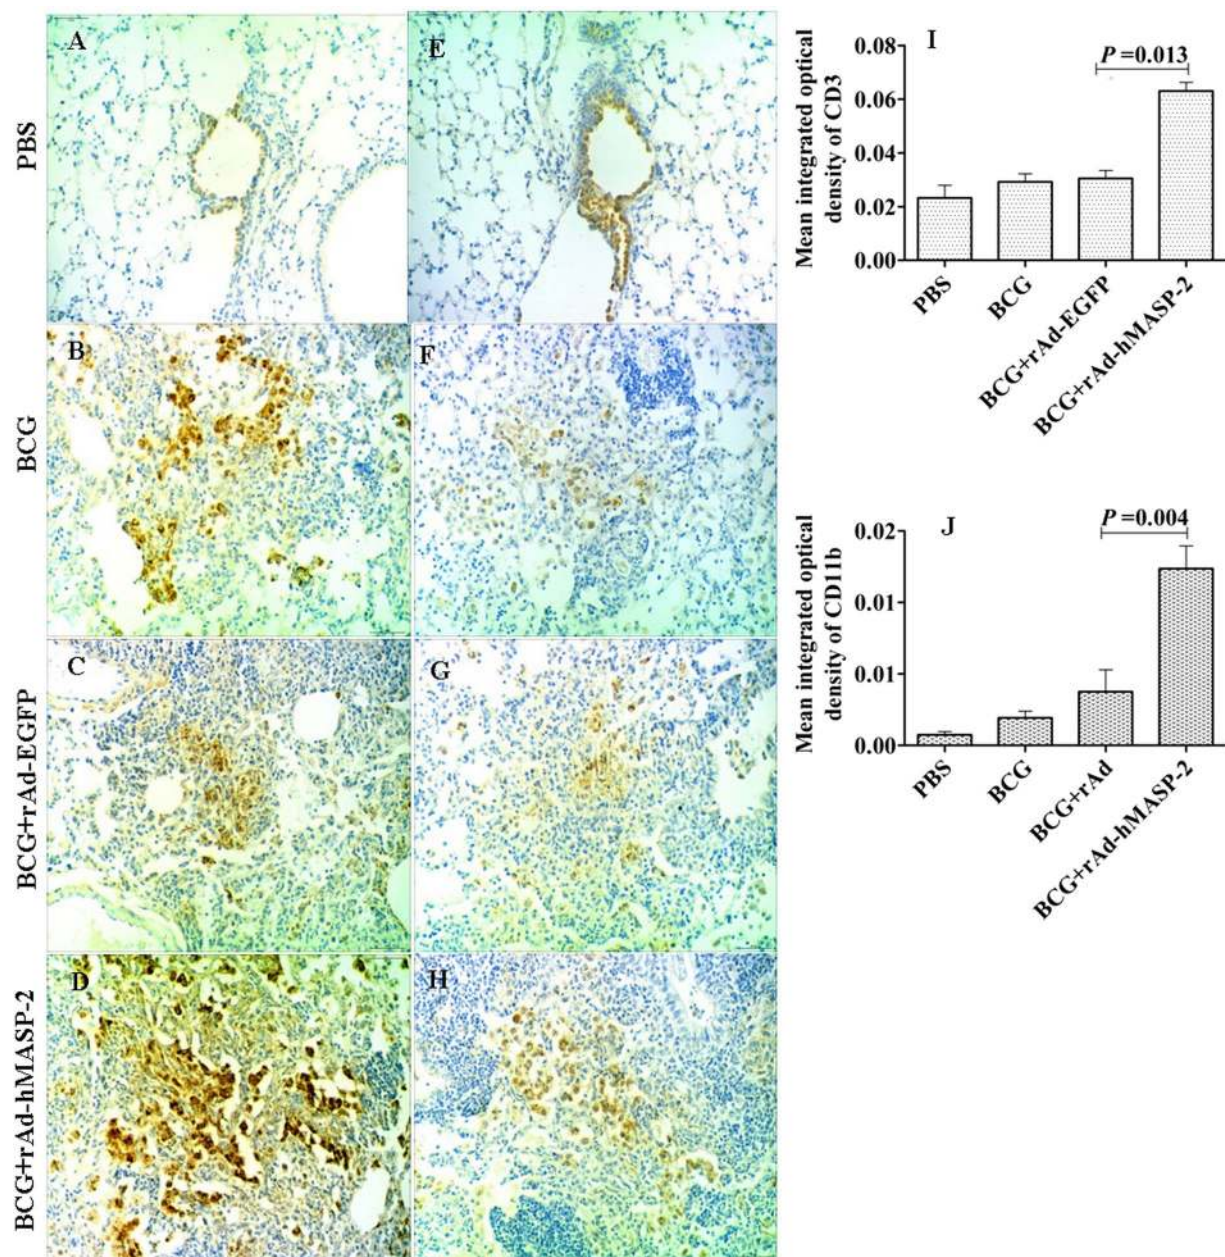 PBS
A
E
BCG
B
F
BCG+rAd-EGFP
C
G
BCG+rAd-hMASP-2
D
H
I
P =0.013
Mean integrated optical
density of CD3
0.08
0.06
0.04
0.02
0.00
PBS
BCG
BCG+rAd-EGFP
BCG+rAd-hMASP-2
J
P =0.004
Mean integrated optical
density of CD11b
0.02
0.01
0.01
0.00
PBS
BCG
BCG+rAd
BCG+rAd-hMASP-2